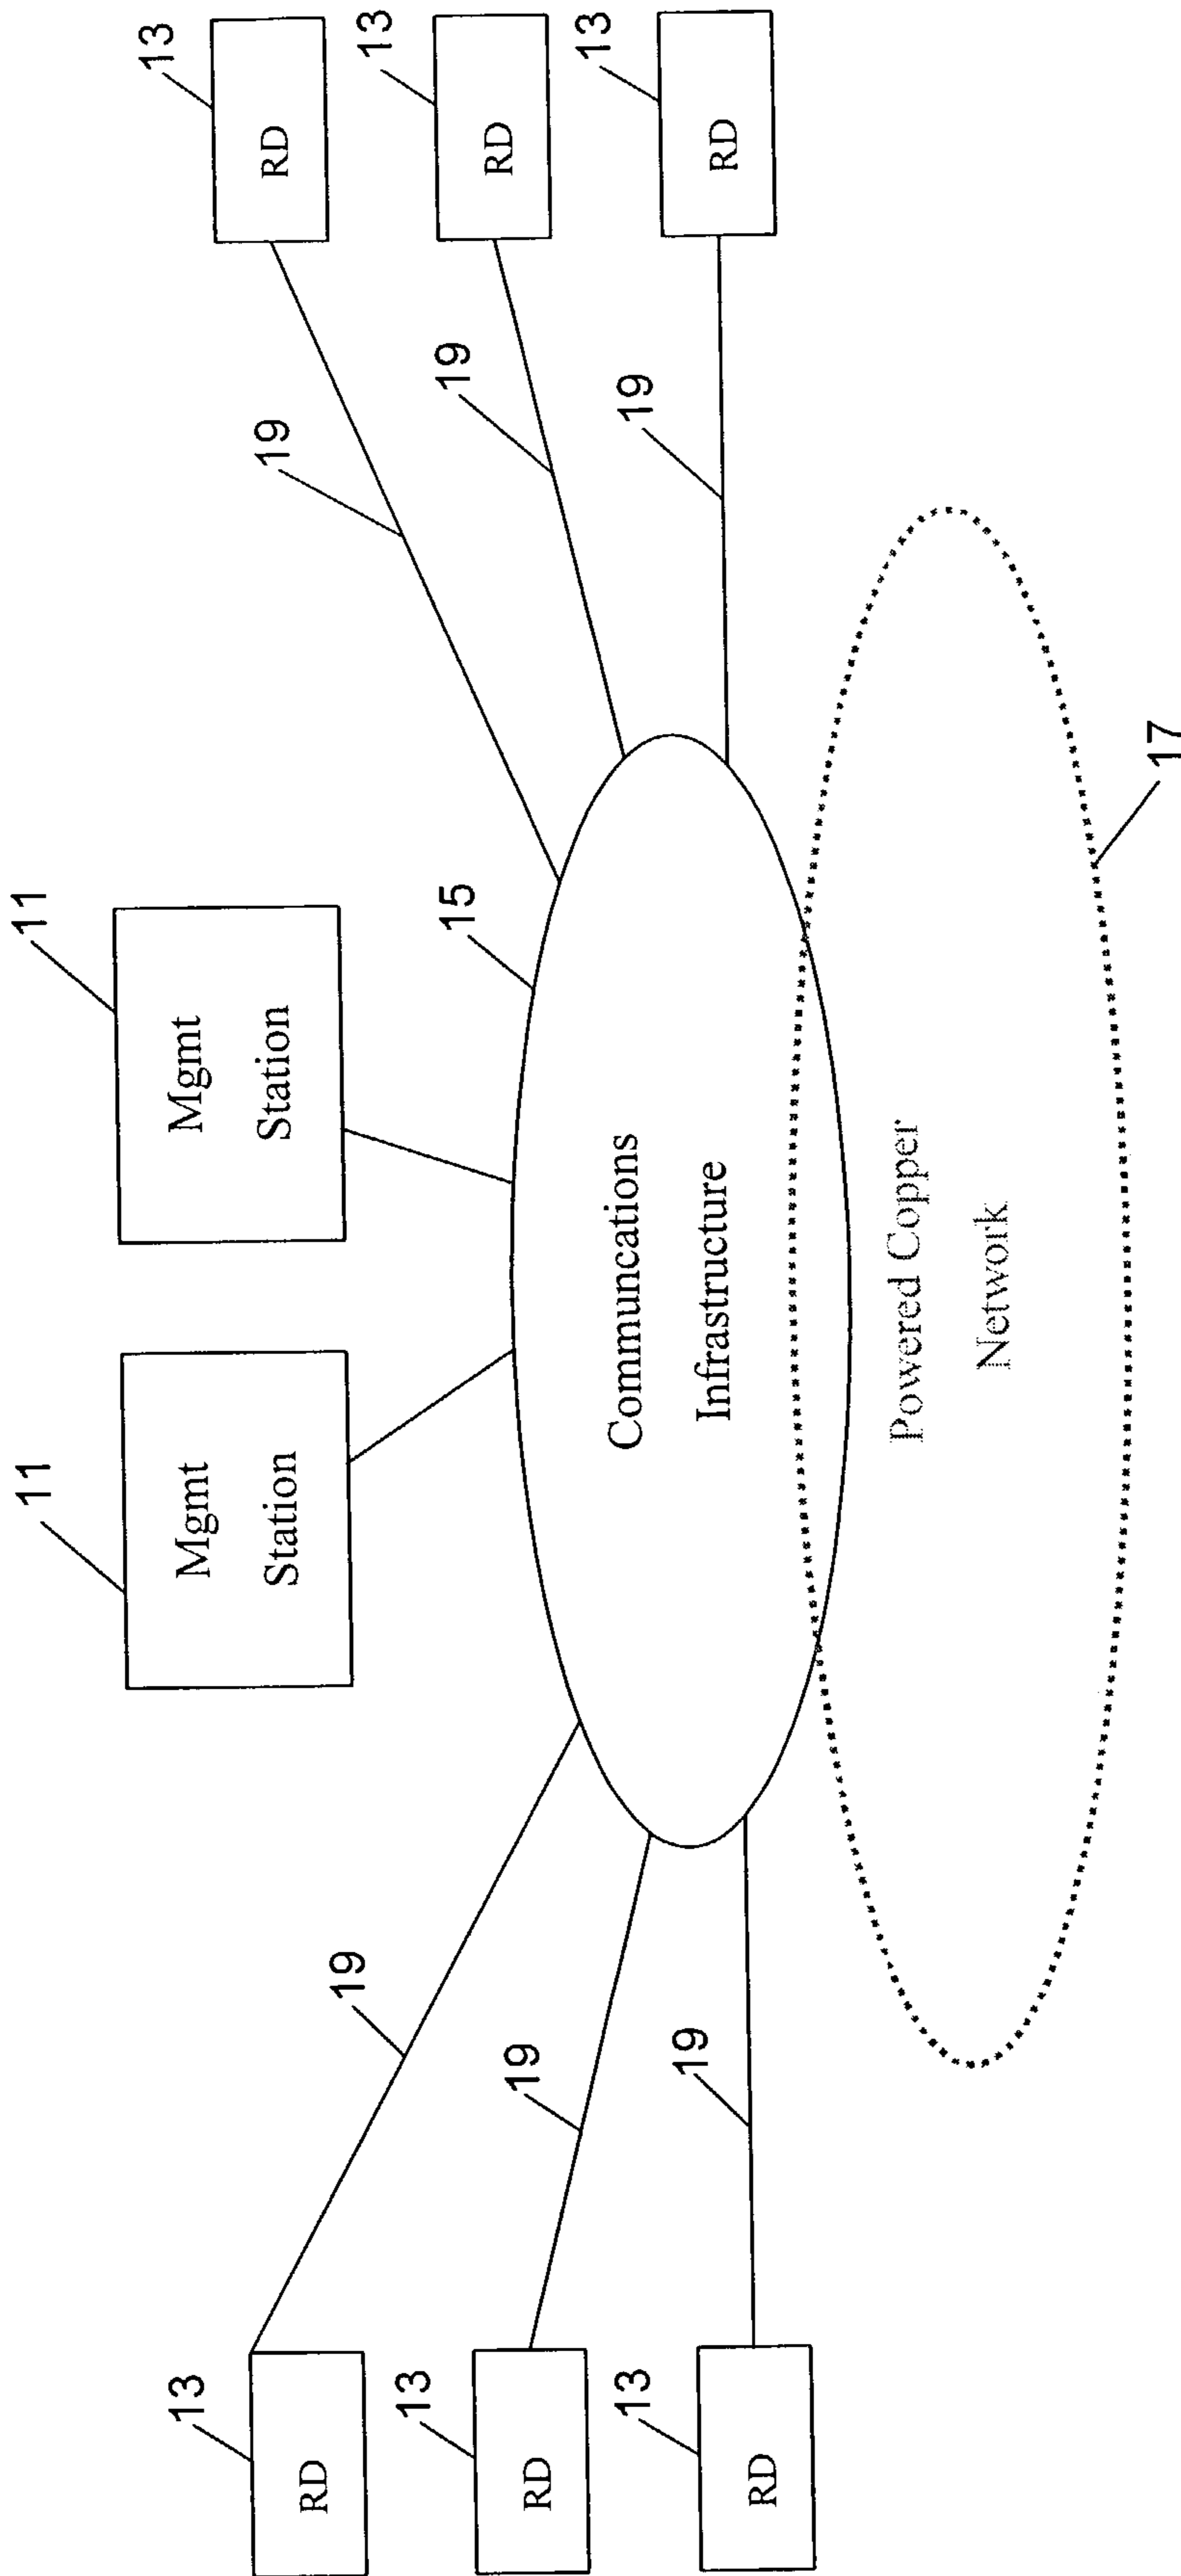 11
11
Mgmt
Station
Mgmt
Station
13
RD
13
RD
19
19
15
13
RD
13
RD
19
19
Communcations
Infrastructure
13
RD
13
RD
19
19
Powered Copper
Network
17